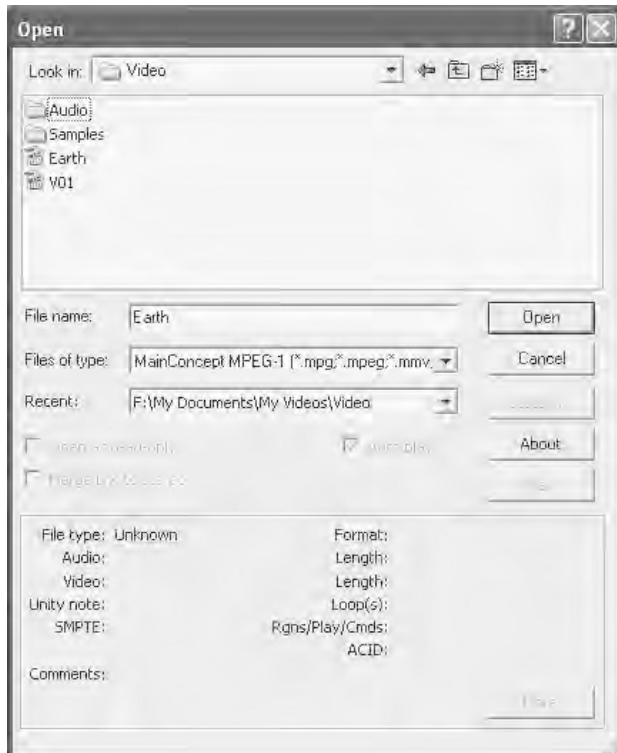 Open
Look in: Video
Audio
Samples
Earth
V01
File name: Earth Open
Files of type: MainConcept MPEG-1 (*.mpg,*.mpeg,*.mmv, Cancel
Recent: F:\My Documents\My Videos\Video
About
File type: Unknown Format:
Audio: Length:
Video: Length:
Unity note: Loop(s):
SMPTE: Rgns/Play/Cmds:
ACID:
Comments: